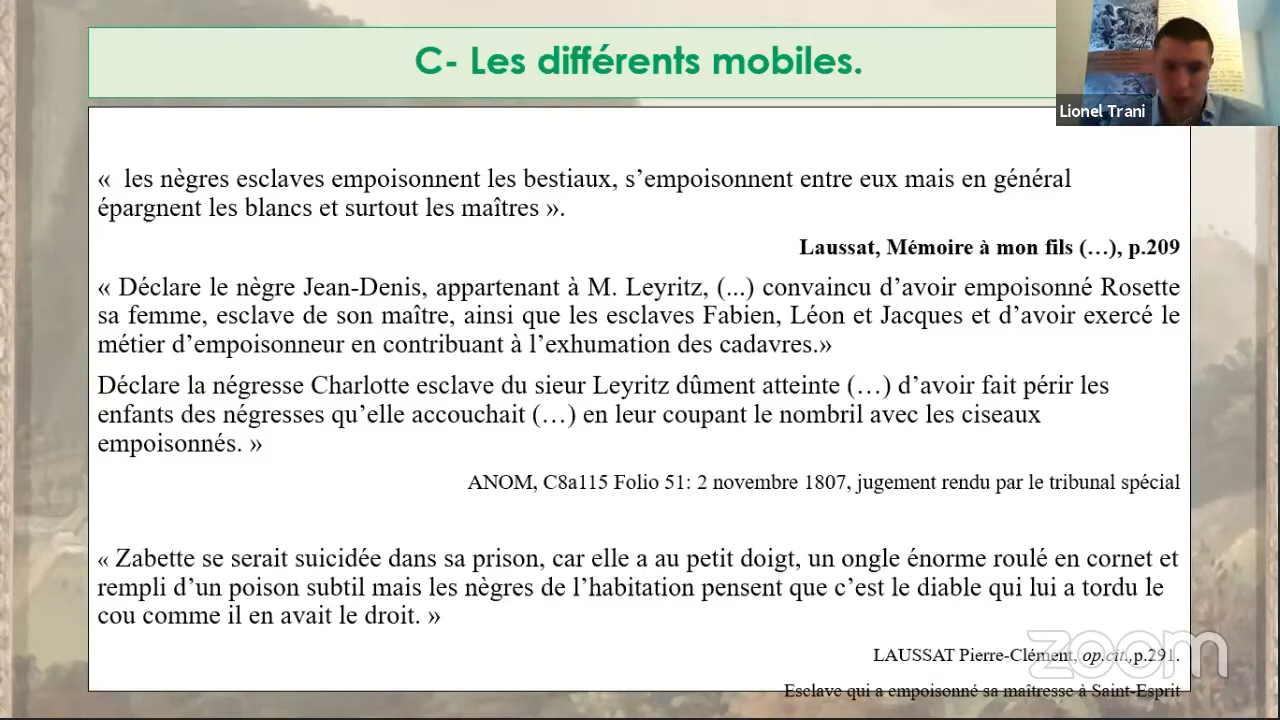 C- Les différents mobiles.
Lionel Trani
«  les nègres esclaves empoisonnent les bestiaux, s’empoisonnent entre eux mais en général
épargnent les blancs et surtout les maîtres ».
Laussat, Mémoire à mon fils (…), p.209
« Déclare le nègre Jean-Denis, appartenant à M. Leyritz, (...) convaincu d’avoir empoisonné Rosette
sa femme, esclave de son maître, ainsi que les esclaves Fabien, Léon et Jacques et d’avoir exercé le
métier d’empoisonneur en contribuant à l’exhumation des cadavres.»
Déclare la négresse Charlotte esclave du sieur Leyritz dûment atteinte (…) d’avoir fait périr les
enfants des négresses qu’elle accouchait (…) en leur coupant le nombril avec les ciseaux
empoisonnés. »
ANOM, C8a115 Folio 51: 2 novembre 1807, jugement rendu par le tribunal spécial
« Zabette se serait suicidée dans sa prison, car elle a au petit doigt, un ongle énorme roulé en cornet et
rempli d’un poison subtil mais les nègres de l’habitation pensent que c’est le diable qui lui a tordu le
cou comme il en avait le droit. »
LAUSSAT Pierre-Clément, op.cit.,p.291.
zoom
Esclave qui a empoisonné sa maîtresse à Saint-Esprit